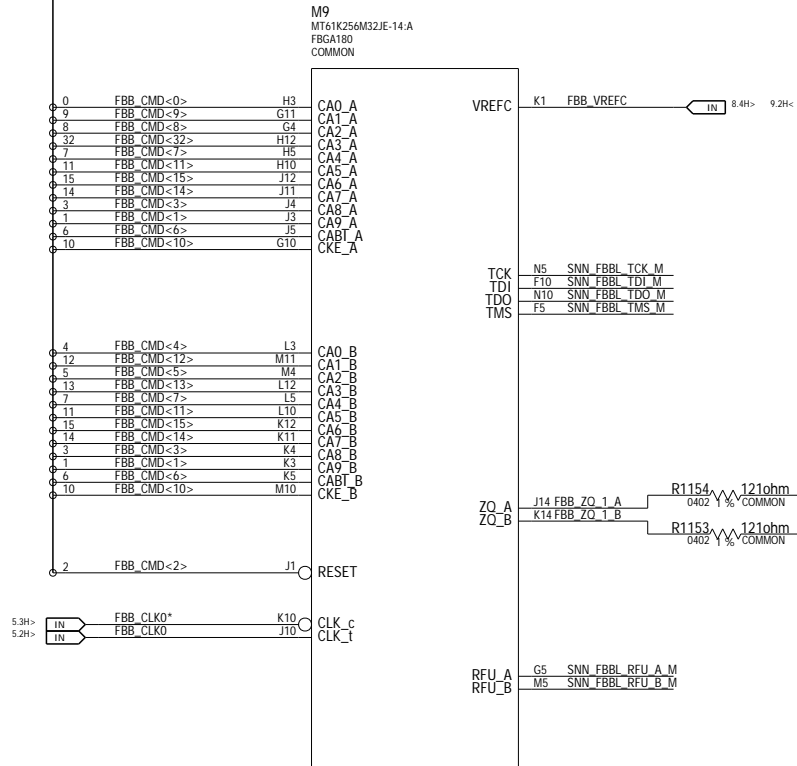 M9
MT61K256M32JE-14:A
FBGA180
COMMON
0 FBB_CMD<0> H3 CA0_A
9 FBB_CMD<9> G11 CA1_A
8 FBB_CMD<8> G4 CA2_A
32 FBB_CMD<32> H12 CA3_A
7 FBB_CMD<7> H5 CA4_A
11 FBB_CMD<11> H10 CA5_A
15 FBB_CMD<15> J12 CA6_A
14 FBB_CMD<14> J11 CA7_A
3 FBB_CMD<3> J4 CA8_A
1 FBB_CMD<1> J3 CA9_A
6 FBB_CMD<6> J5 CABI_A
10 FBB_CMD<10> G10 CKE_A
VREFC K1 FBB_VREFC IN 8.4H> 9.2H<
TCK N5 SNN_FBBL_TCK_M
TDI F10 SNN_FBBL_TDI_M
TDO N10 SNN_FBBL_TDO_M
TMS F5 SNN_FBBL_TMS_M
4 FBB_CMD<4> L3 CA0_B
12 FBB_CMD<12> M11 CA1_B
5 FBB_CMD<5> M4 CA2_B
13 FBB_CMD<13> L12 CA3_B
7 FBB_CMD<7> L5 CA4_B
11 FBB_CMD<11> L10 CA5_B
15 FBB_CMD<15> K12 CA6_B
14 FBB_CMD<14> K11 CA7_B
3 FBB_CMD<3> K4 CA8_B
1 FBB_CMD<1> K3 CA9_B
6 FBB_CMD<6> K5 CABI_B
10 FBB_CMD<10> M10 CKE_B
ZQ_A J14 FBB_ZQ_1_A R1154 121ohm
0402 1 % COMMON
ZQ_B K14 FBB_ZQ_1_B R1153 121ohm
0402 1 % COMMON
2 FBB_CMD<2> J1 RESET
5.3H> IN FBB_CLK0* K10 CLK_c
5.2H> IN FBB_CLK0 J10 CLK_t
RFU_A G5 SNN_FBBL_RFU_A_M
RFU_B M5 SNN_FBBL_RFU_B_M